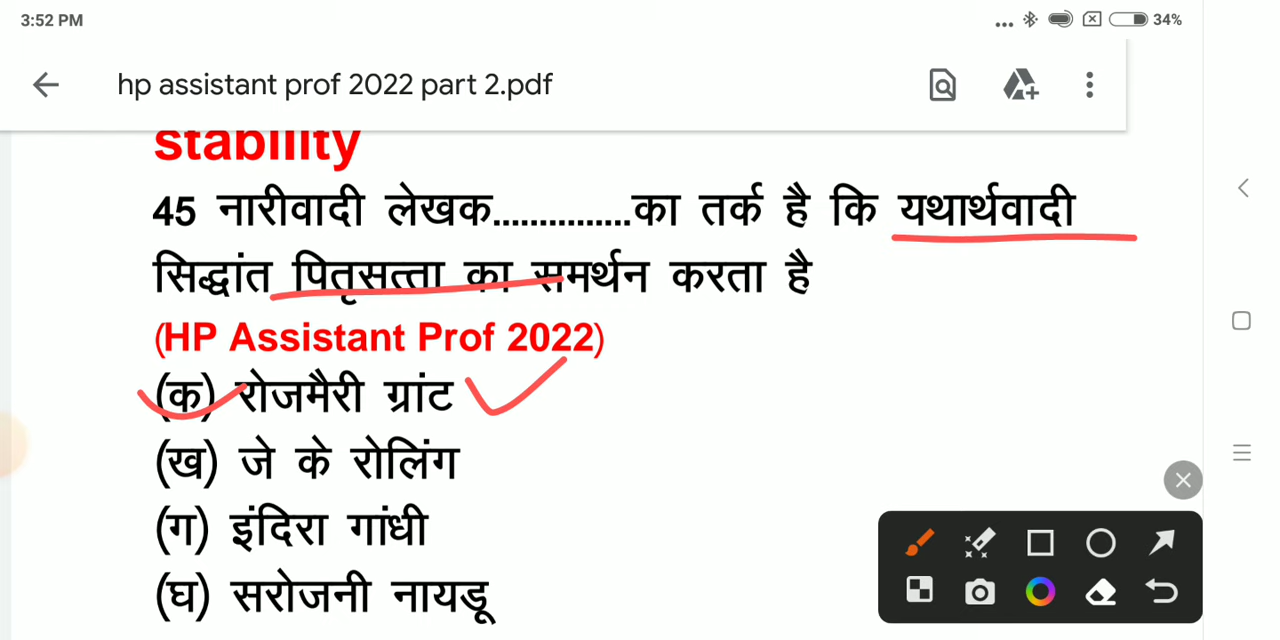 3:52 PM
34%
hp assistant prof 2022 part 2.pdf
stability
45 नारीवादी लेखक...............का तर्क है कि यथार्थवादी
सिद्धांत पितृसत्ता का समर्थन करता है
(HP Assistant Prof 2022)
(क) रोजमैरी ग्रांट
(ख) जे के रोलिंग
(ग) इंदिरा गांधी
(घ) सरोजनी नायडू